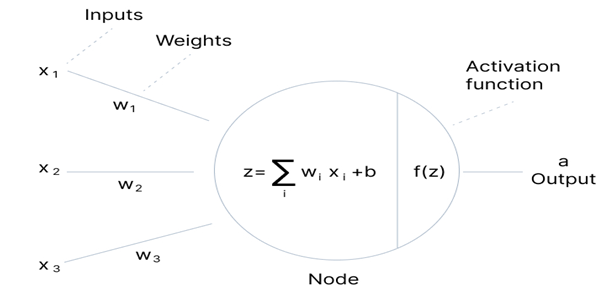 Inputs
Weights
Activation
function
x₁
w₁
x₂
w₂
z= ∑ᵢ wᵢ xᵢ +b
f(z)
a
Output
x₃
w₃
Node